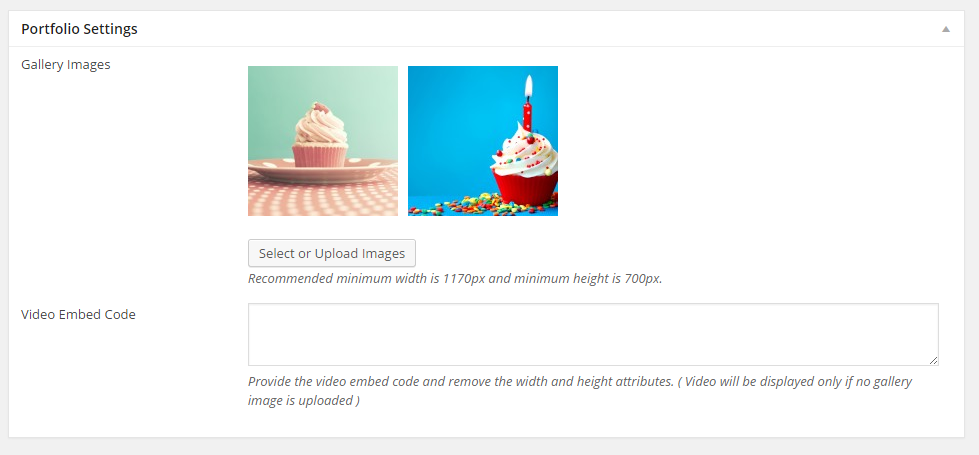 Portfolio Settings
Gallery Images
Select or Upload Images
Recommended minimum width is 1170px and minimum height is 700px.
Video Embed Code
Provide the video embed code and remove the width and height attributes. ( Video will be displayed only if no gallery
image is uploaded )